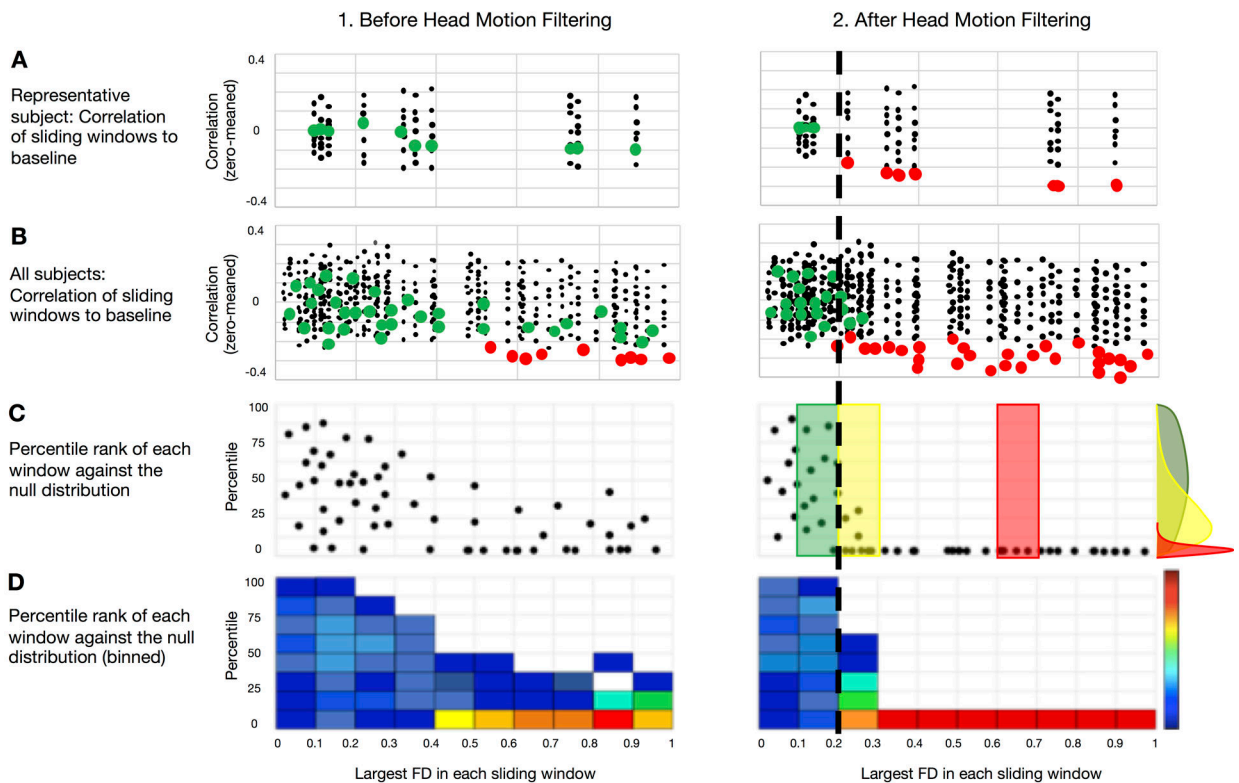 1. Before Head Motion Filtering
2. After Head Motion Filtering
A
Representative
subject: Correlation
of sliding windows to
baseline
Correlation
(zero-meaned)
0.4
0
-0.4
B
All subjects:
Correlation of sliding
windows to baseline
Correlation
(zero-meaned)
0.4
0
-0.4
C
Percentile rank of each
window against the
null distribution
Percentile
100
75
50
25
0
D
Percentile rank of each
window against the null
distribution (binned)
Percentile
100
75
50
25
0
0 0.1 0.2 0.3 0.4 0.5 0.6 0.7 0.8 0.9 1
0 0.1 0.2 0.3 0.4 0.5 0.6 0.7 0.8 0.9 1
Largest FD in each sliding window
Largest FD in each sliding window